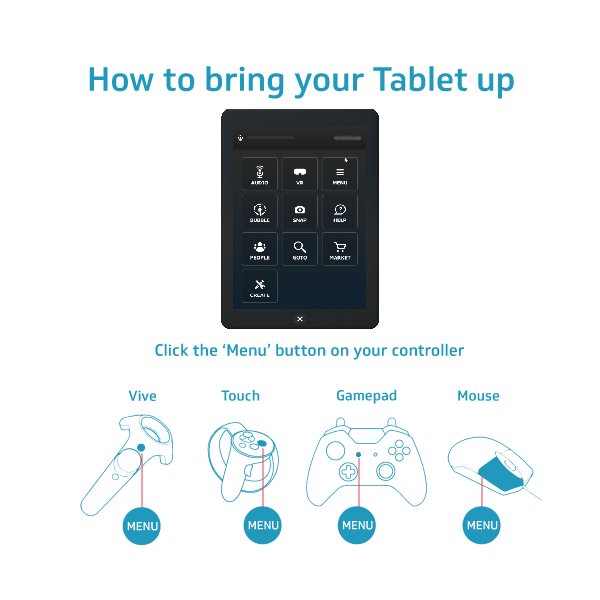 How to bring your Tablet up
AUDIO VR MENU
BUBBLE SNAP HELP
PEOPLE GOTO MARKET
CREATE
Click the ‘Menu’ button on your controller
Vive Touch Gamepad Mouse
MENU MENU MENU MENU